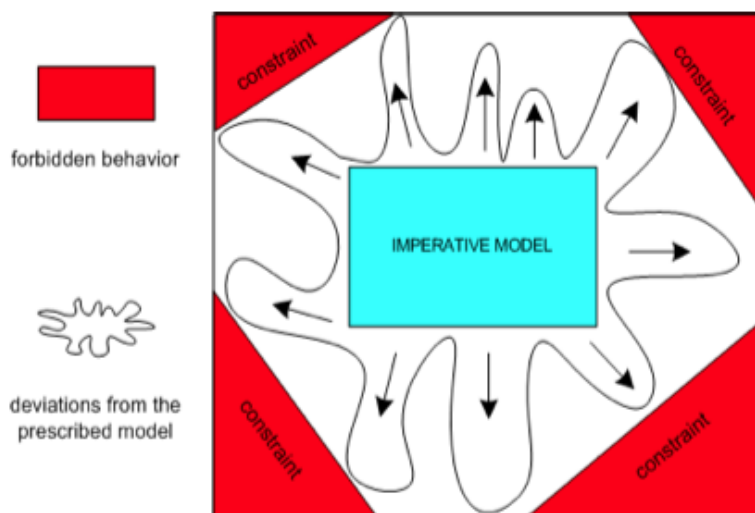 constraint
constraint
forbidden behavior
IMPERATIVE MODEL
deviations from the
prescribed model
constraint
constraint